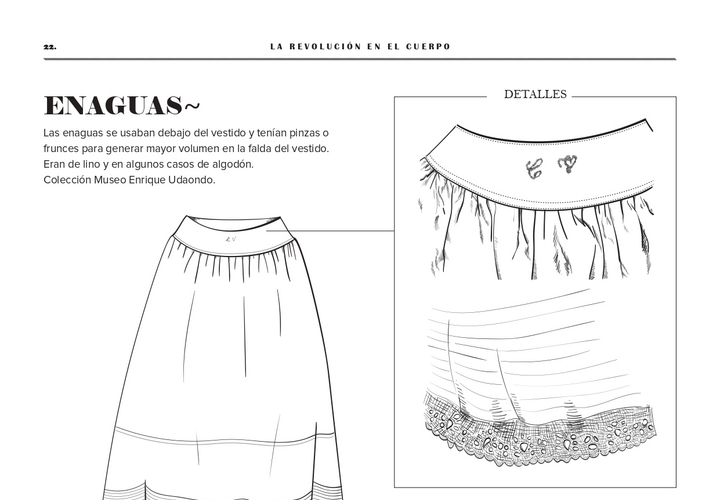 22.
LA REVOLUCIÓN EN EL CUERPO
ENAGUAS~
Las enaguas se usaban debajo del vestido y tenían pinzas o
frunces para generar mayor volumen en la falda del vestido.
Eran de lino y en algunos casos de algodón.
Colección Museo Enrique Udaondo.
DETALLES